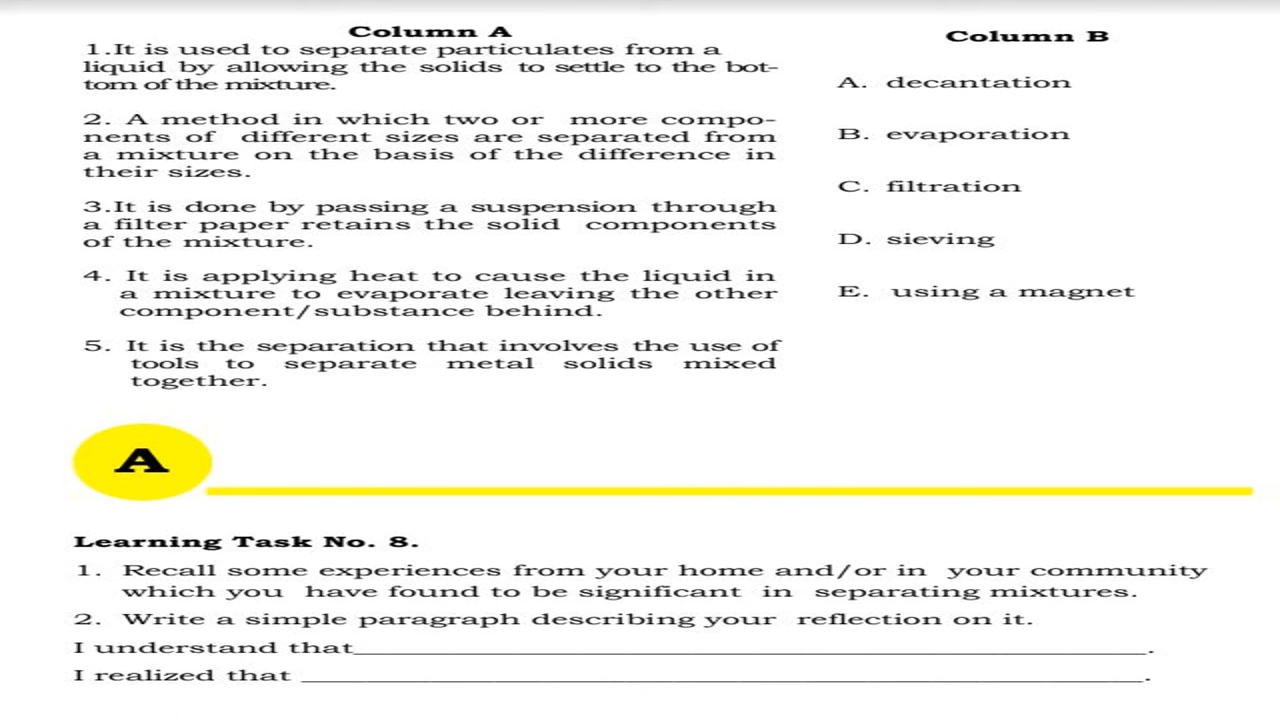 Column A
1.It is used to separate particulates from a
liquid by allowing the solids to settle to the bot-
tom of the mixture.
2. A method in which two or more compo-
nents of different sizes are separated from
a mixture on the basis of the difference in
their sizes.
3.It is done by passing a suspension through
a filter paper retains the solid components
of the mixture.
4. It is applying heat to cause the liquid in
a mixture to evaporate leaving the other
component/substance behind.
5. It is the separation that involves the use of
tools to separate metal solids mixed
together.
Column B
A. decantation
B. evaporation
C. filtration
D. sieving
E. using a magnet
A
Learning Task No. 8.
1. Recall some experiences from your home and/or in your community
which you have found to be significant in separating mixtures.
2. Write a simple paragraph describing your reflection on it.
I understand that______________________________.
I realized that ______________________________.